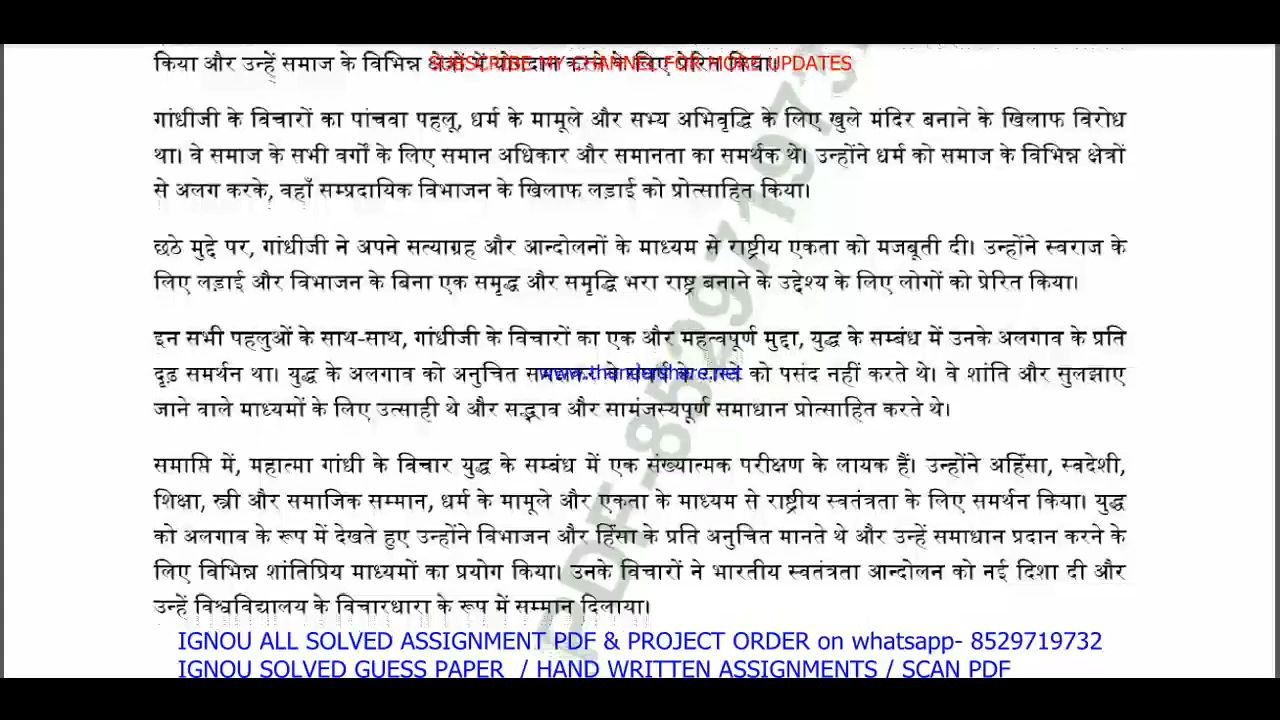 किया और उन्हें समाज के विभिन्न क्षेत्रों में योगदान करने के लिए प्रेरित किया।
SUBSCRIBE MY CHANNEL FOR MORE UPDATES
गांधीजी के विचारों का पांचवा पहलू, धर्म के मामूले और सभ्य अभिवृद्धि के लिए खुले मंदिर बनाने के खिलाफ विरोध
था। वे समाज के सभी वर्गों के लिए समान अधिकार और समानता का समर्थक थे। उन्होंने धर्म को समाज के विभिन्न क्षेत्रों
से अलग करके, वहाँ सम्प्रदायिक विभाजन के खिलाफ लड़ाई को प्रोत्साहित किया।
छठे मुद्दे पर, गांधीजी ने अपने सत्याग्रह और आन्दोलनों के माध्यम से राष्ट्रीय एकता को मजबूती दी। उन्होंने स्वराज के
लिए लड़ाई और विभाजन के बिना एक समृद्ध और समृद्धि भरा राष्ट्र बनाने के उद्देश्य के लिए लोगों को प्रेरित किया।
इन सभी पहलुओं के साथ-साथ, गांधीजी के विचारों का एक और महत्वपूर्ण मुद्दा, युद्ध के सम्बंध में उनके अलगाव के प्रति
दृढ़ समर्थन था। युद्ध के अलगाव को अनुचित को पसंद नहीं करते थे। वे शांति और सुलझाए
www.thundershare.net
जाने वाले माध्यमों के लिए उत्साही थे और सद्भाव और सामंजस्यपूर्ण समाधान प्रोत्साहित करते थे।
समाप्ति में, महात्मा गांधी के विचार युद्ध के सम्बंध में एक संख्यात्मक परीक्षण के लायक हैं। उन्होंने अहिंसा, स्वदेशी,
शिक्षा, स्त्री और समाजिक सम्मान, धर्म के मामूले और एकता के माध्यम से राष्ट्रीय स्वतंत्रता के लिए समर्थन किया। युद्ध
को अलगाव के रूप में देखते हुए उन्होंने विभाजन और हिंसा के प्रति अनुचित मानते थे और उन्हें समाधान प्रदान करने के
लिए विभिन्न शांतिप्रिय माध्यमों का प्रयोग किया। उनके विचारों ने भारतीय स्वतंत्रता आन्दोलन को नई दिशा दी और
उन्हें विश्वविद्यालय के विचारधारा के रूप में सम्मान दिलाया।
PDF-852971973
IGNOU ALL SOLVED ASSIGNMENT PDF & PROJECT ORDER on whatsapp- 8529719732
IGNOU SOLVED GUESS PAPER / HAND WRITTEN ASSIGNMENTS / SCAN PDF